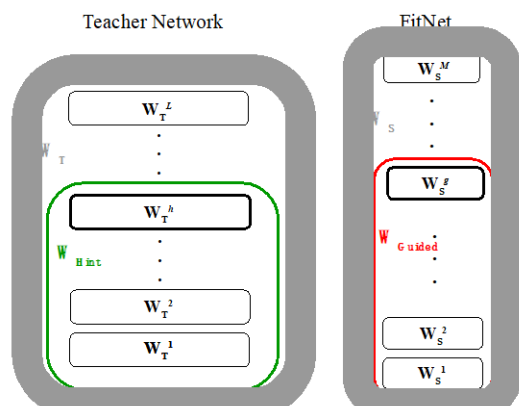 Teacher Network
W_T^L
W_T
W_T^h
W_Hint
W_T^2
W_T^1
FitNet
W_S^M
W_S
W_S^g
W_Guided
W_S^2
W_S^1